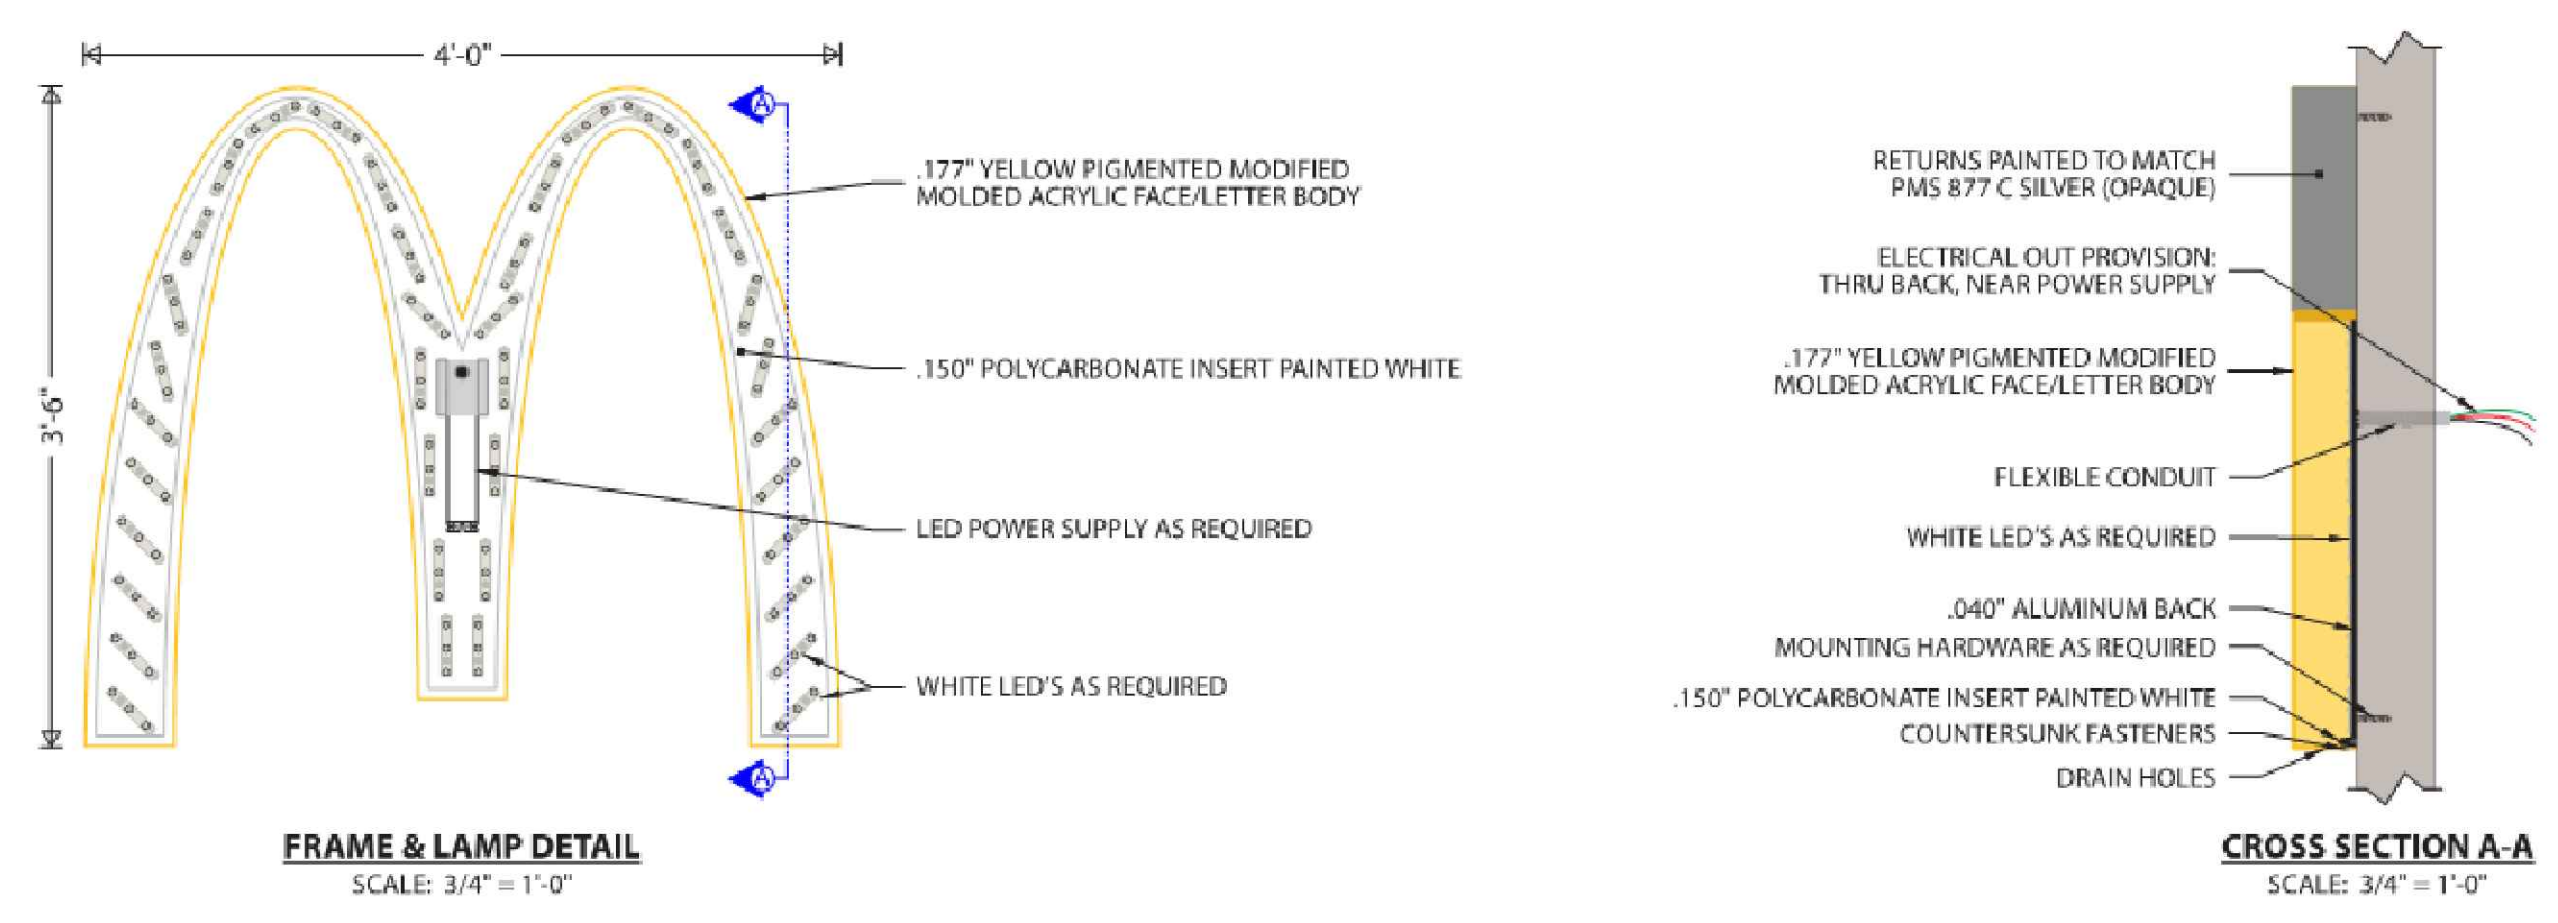 4'-0"
3'-6"
A
.177" YELLOW PIGMENTED MODIFIED
MOLDED ACRYLIC FACE/LETTER BODY
.150" POLYCARBONATE INSERT PAINTED WHITE
LED POWER SUPPLY AS REQUIRED
WHITE LED'S AS REQUIRED
A
FRAME & LAMP DETAIL
SCALE: 3/4" = 1'-0"
RETURNS PAINTED TO MATCH
PMS 877 C SILVER (OPAQUE)
ELECTRICAL OUT PROVISION:
THRU BACK, NEAR POWER SUPPLY
.177" YELLOW PIGMENTED MODIFIED
MOLDED ACRYLIC FACE/LETTER BODY
FLEXIBLE CONDUIT
WHITE LED'S AS REQUIRED
.040" ALUMINUM BACK
MOUNTING HARDWARE AS REQUIRED
.150" POLYCARBONATE INSERT PAINTED WHITE
COUNTERSUNK FASTENERS
DRAIN HOLES
CROSS SECTION A-A
SCALE: 3/4" = 1'-0"